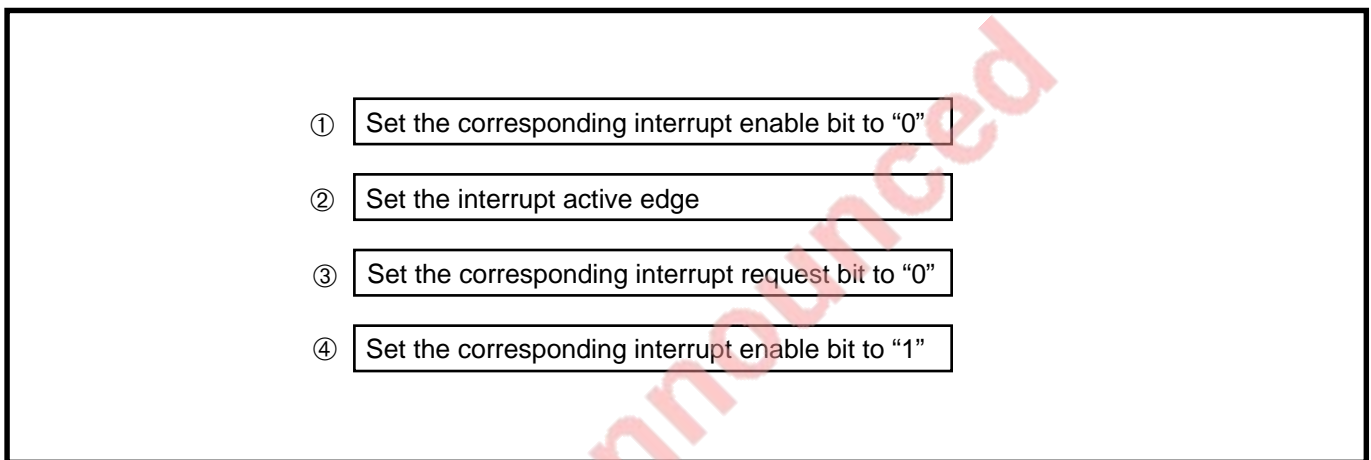 ① Set the corresponding interrupt enable bit to “0”
② Set the interrupt active edge
③ Set the corresponding interrupt request bit to “0”
④ Set the corresponding interrupt enable bit to “1”
nnounced